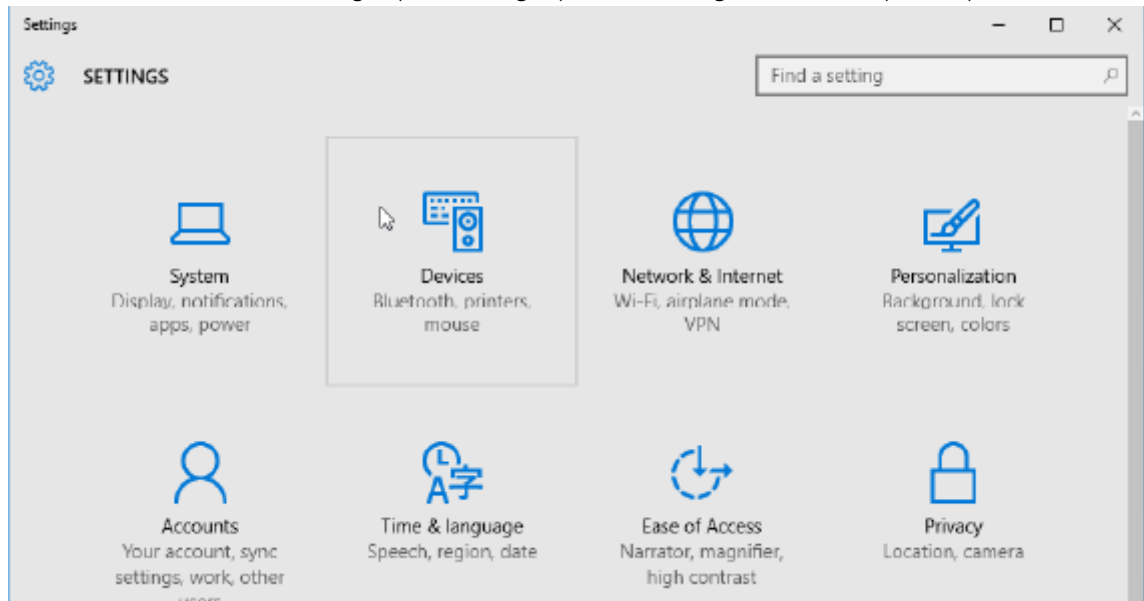 Settings
SETTINGS
Find a setting
System
Display, notifications,
apps, power
Devices
Bluetooth, printers,
mouse
Network & Internet
Wi-Fi, airplane mode,
VPN
Personalization
Background, lock
screen, colors
Accounts
Your account, sync
settings, work, other
Time & language
Speech, region, date
Ease of Access
Narrator, magnifier,
high contrast
Privacy
Location, camera